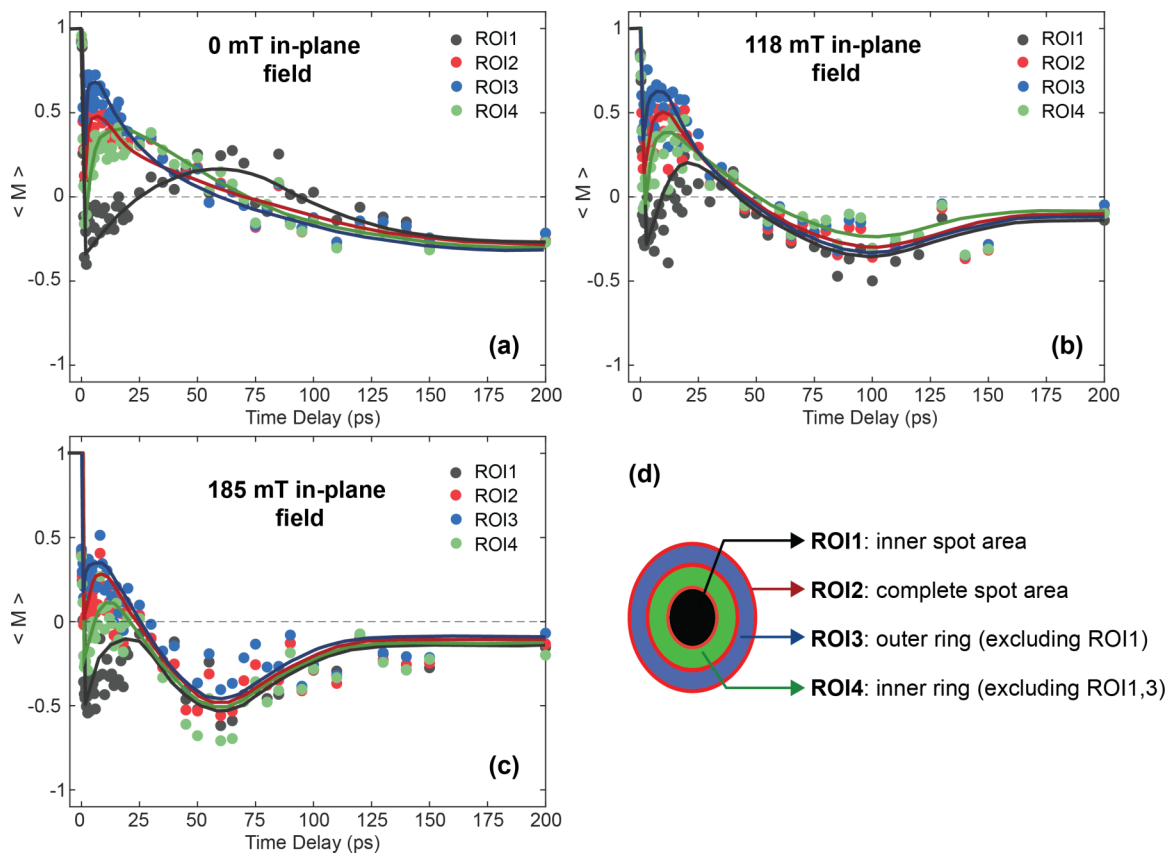 0 mT in-plane
field
ROI1
ROI2
ROI3
ROI4
1
0.5
0
-0.5
-1
< M >
(a)
0
25
50
75
100
125
150
175
200
Time Delay (ps)
118 mT in-plane
field
ROI1
ROI2
ROI3
ROI4
1
0.5
0
-0.5
-1
< M >
(b)
0
25
50
75
100
125
150
175
200
Time Delay (ps)
185 mT in-plane
field
ROI1
ROI2
ROI3
ROI4
1
0.5
0
-0.5
-1
< M >
(c)
0
25
50
75
100
125
150
175
200
Time Delay (ps)
(d)
ROI1: inner spot area
ROI2: complete spot area
ROI3: outer ring (excluding ROI1)
ROI4: inner ring (excluding ROI1,3)